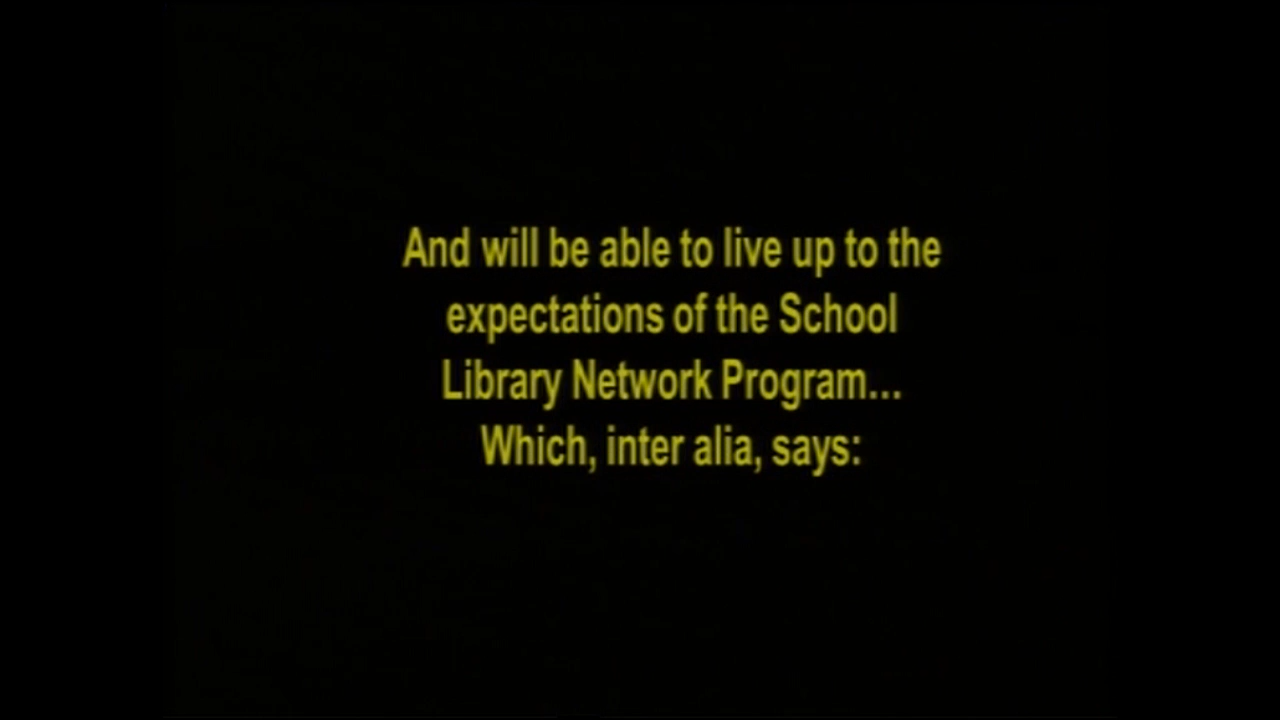 And will be able to live up to the
expectations of the School
Library Network Program...
Which, inter alia, says: